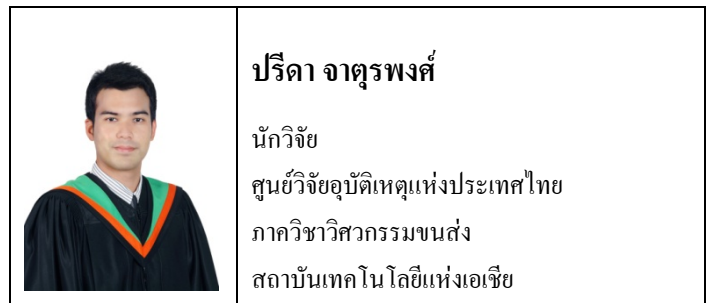 ปรีดา จาตุรพงศ์
นักวิจัย
ศูนย์วิจัยอุบัติเหตุแห่งประเทศไทย
ภาควิชาวิศวกรรมขนส่ง
สถาบันเทคโนโลยีแห่งเอเชีย